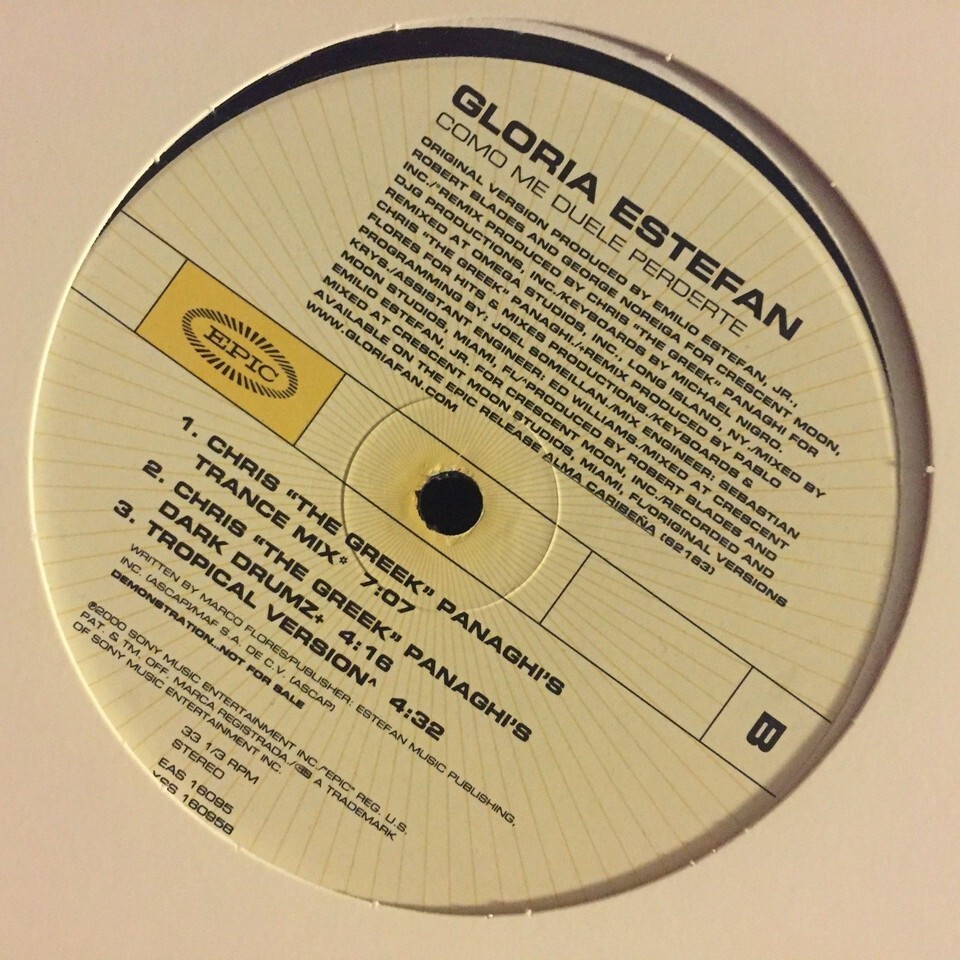 GLORIA ESTEFAN
COMO ME DUELE PERDERTE
ORIGINAL VERSION PRODUCED BY EMILIO ESTEFAN, JR.,
ROBERT BLADES AND GEORGE NOREIGA FOR CRESCENT MOON,
INC./*REMIX PRODUCED BY CHRIS "THE GREEK" PANAGHI FOR
DJG PRODUCTIONS, INC./KEYBOARDS BY MICHAEL NIGRO.
REMIXED AT OMEGA STUDIOS, INC., LONG ISLAND, NY./MIXED BY
CHRIS "THE GREEK" PANAGHI./+REMIX PRODUCED BY PABLO
FLORES FOR HITS & MIXES PRODUCTIONS./KEYBOARDS &
PROGRAMMING BY: JOEL SOMEILLAN./MIX ENGINEER: SEBASTIAN
KRYS./ASSISTANT ENGINEER: ED WILLIAMS./MIXED AT CRESCENT
MOON STUDIOS, MIAMI, FL/^PRODUCED BY ROBERT BLADES AND
EMILIO ESTEFAN, JR. FOR CRESCENT MOON, INC./RECORDED AND
MIXED AT CRESCENT MOON STUDIOS, MIAMI, FL./ORIGINAL VERSIONS
AVAILABLE ON THE EPIC RELEASE ALMA CARIBEÑA (62163)
WWW.GLORIAFAN.COM
EPIC
B
1. CHRIS "THE GREEK" PANAGHI'S
TRANCE MIX* 7:07
2. CHRIS "THE GREEK" PANAGHI'S
DARK DRUMZ+ 4:16
3. TROPICAL VERSION^ 4:32
WRITTEN BY MARCO FLORES/PUBLISHER: ESTEFAN MUSIC PUBLISHING,
INC. (ASCAP)/MAF S.A. DE C.V. (ASCAP)
DEMONSTRATION...NOT FOR SALE
℗2000 SONY MUSIC ENTERTAINMENT INC./"EPIC" REG. U.S.
PAT. & TM. OFF. MARCA REGISTRADA./ IS A TRADEMARK
OF SONY MUSIC ENTERTAINMENT INC.
33 1/3 RPM
STEREO
EAS 16095
XSS 16095B